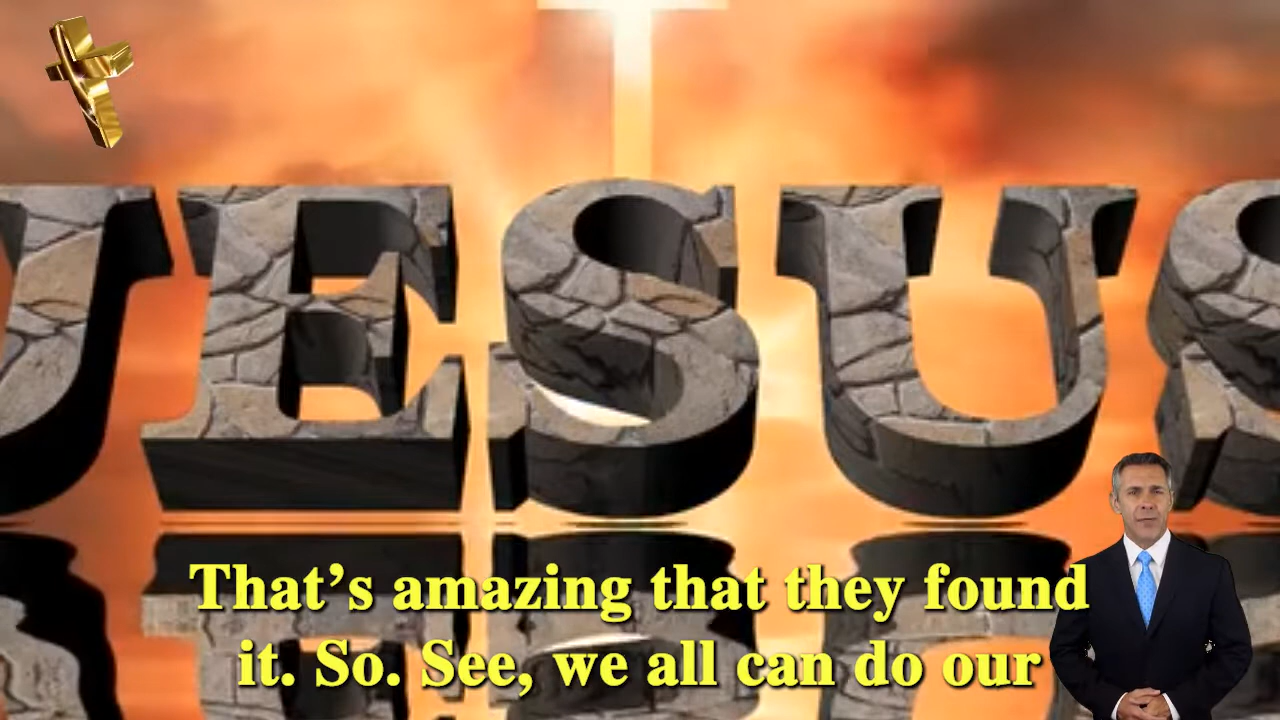 JESUS
That's amazing that they found
it. So. See, we all can do our